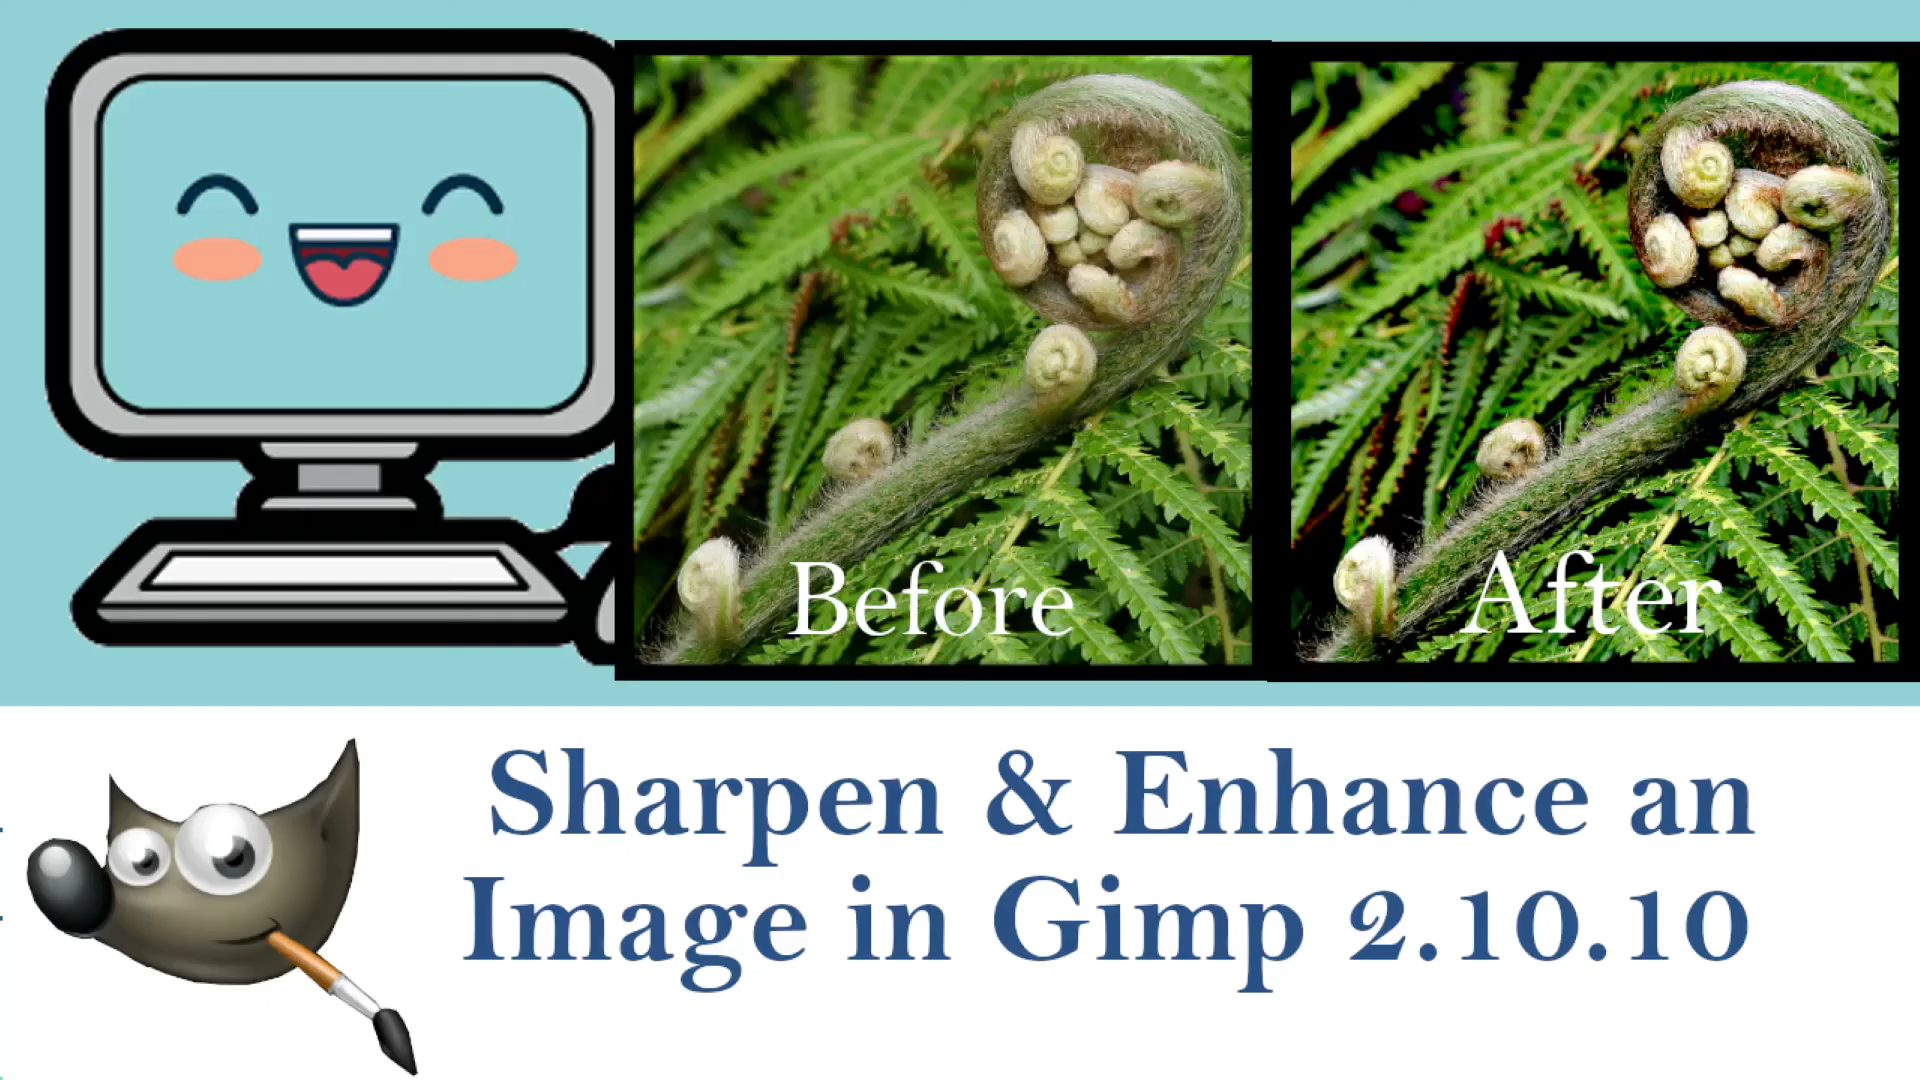 Before
After
Sharpen & Enhance an
Image in Gimp 2.10.10